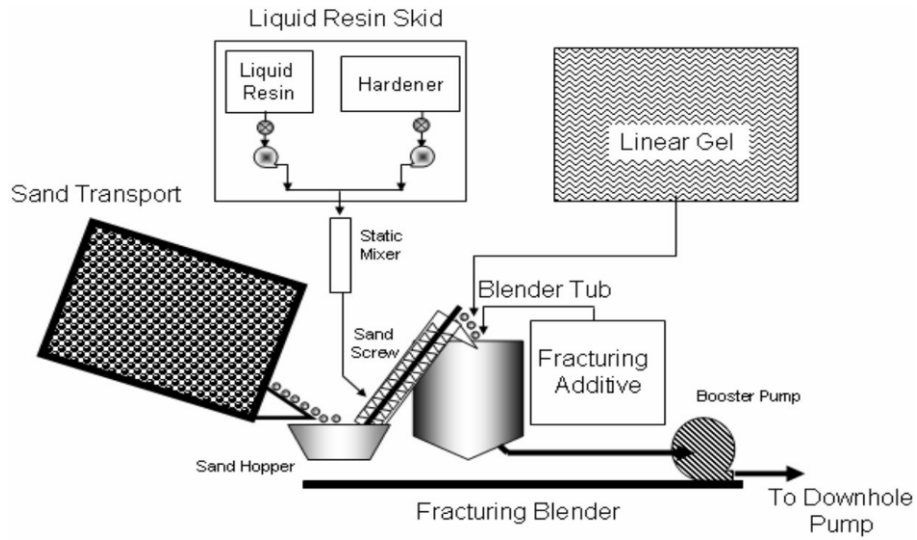 Liquid Resin Skid
Liquid
Resin
Hardener
Linear Gel
Sand Transport
Static
Mixer
Blender Tub
Sand
Screw
Fracturing
Additive
Booster Pump
Sand Hopper
To Downhole
Pump
Fracturing Blender